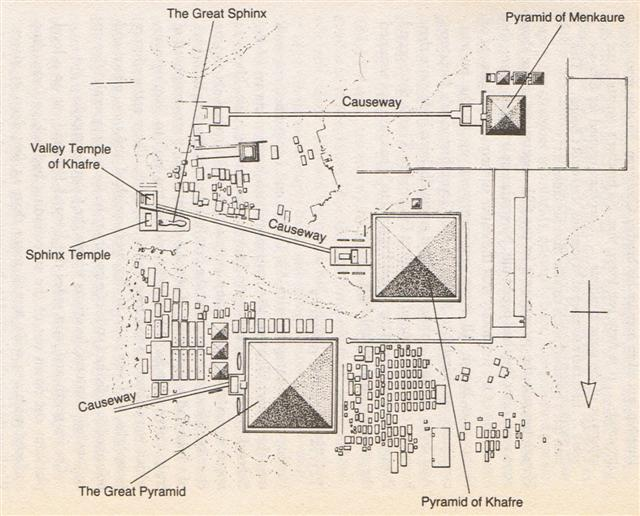 The Great Sphinx
Pyramid of Menkaure
Causeway
Valley Temple
of Khafre
Causeway
Sphinx Temple
Causeway
The Great Pyramid
Pyramid of Khafre